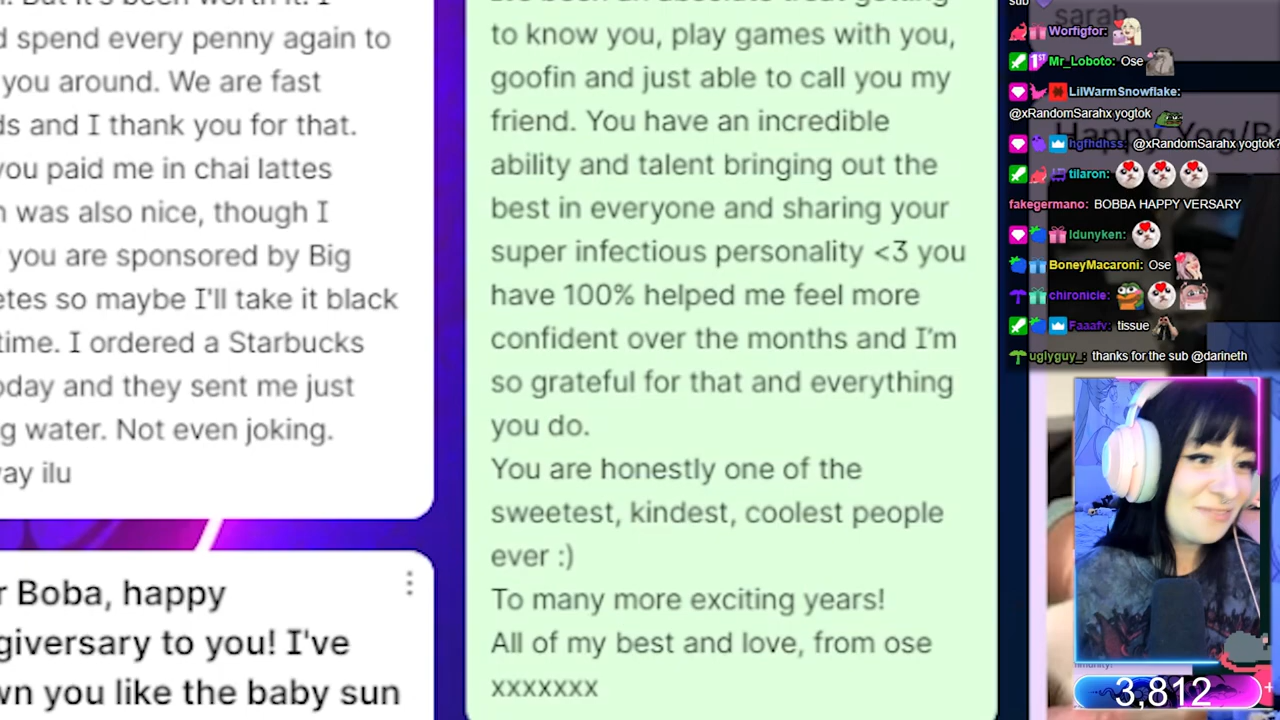 d spend every penny again to
you around. We are fast
ds and I thank you for that.
you paid me in chai lattes
n was also nice, though I
you are sponsored by Big
etes so maybe I'll take it black
time. I ordered a Starbucks
oday and they sent me just
g water. Not even joking.
ay ilu
r Boba, happy
giversary to you! I've
wn you like the baby sun
to know you, play games with you,
goofin and just able to call you my
friend. You have an incredible
ability and talent bringing out the
best in everyone and sharing your
super infectious personality <3 you
have 100% helped me feel more
confident over the months and I'm
so grateful for that and everything
you do.
You are honestly one of the
sweetest, kindest, coolest people
ever :)
To many more exciting years!
All of my best and love, from ose
xxxxxxx
sub
sarah
Worfigfor:
Mr_Loboto: Ose
LilWarmSnowflake:
@xRandomSarahx yogtok
hgfhdhss: @xRandomSarahx yogtok?
Happy Yog/B
tilaron:
fakegermano: BOBBA HAPPY VERSARY
Idunyken:
BoneyMacaroni: Ose
chironicle:
Faaafv: tissue
uglyguy_: thanks for the sub @darineth
3,812